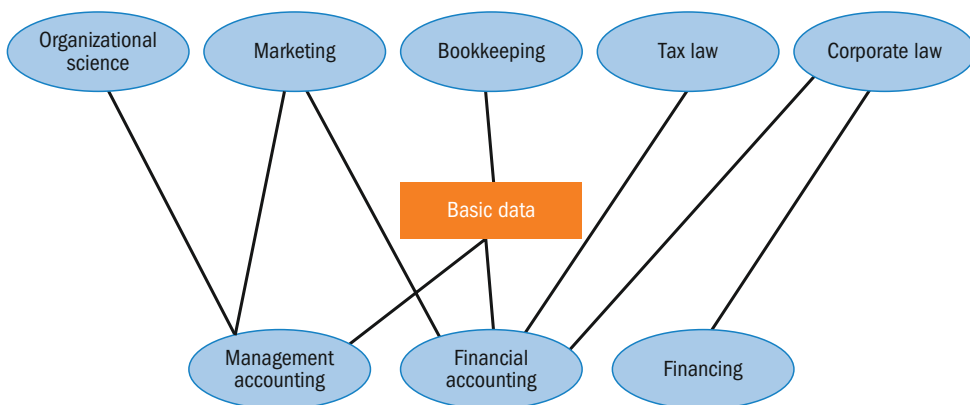 Organizational
science
Marketing
Bookkeeping
Tax law
Corporate law
Basic data
Management
accounting
Financial
accounting
Financing